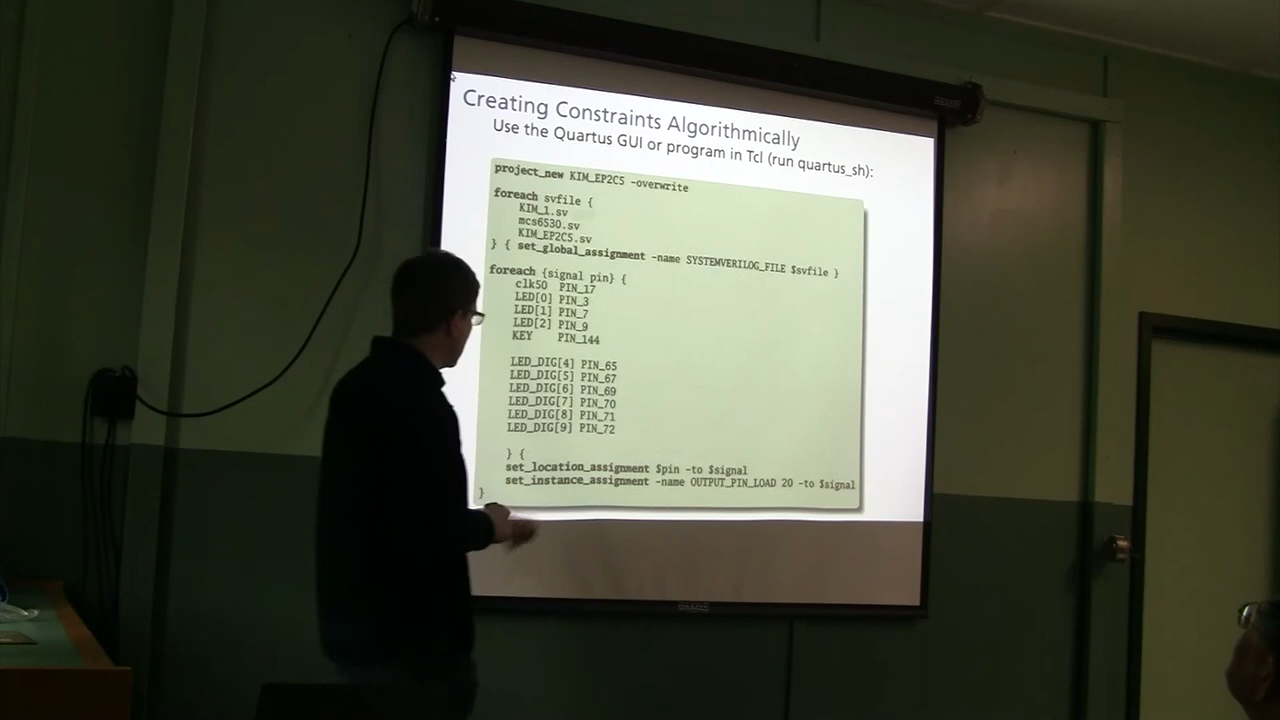 Creating Constraints Algorithmically
Use the Quartus GUI or program in Tcl (run quartus_sh):
project_new KIM_EP2C5 -overwrite
foreach svfile {
KIM_1.sv
mcs6530.sv
KIM_EP2C5.sv
} { set_global_assignment -name SYSTEMVERILOG_FILE $svfile }
foreach {signal pin} {
clk50 PIN_17
LED[0] PIN_3
LED[1] PIN_7
LED[2] PIN_9
KEY PIN_144
LED_DIG[4] PIN_65
LED_DIG[5] PIN_67
LED_DIG[6] PIN_69
LED_DIG[7] PIN_70
LED_DIG[8] PIN_71
LED_DIG[9] PIN_72
} {
set_location_assignment $pin -to $signal
set_instance_assignment -name OUTPUT_PIN_LOAD 20 -to $signal
}